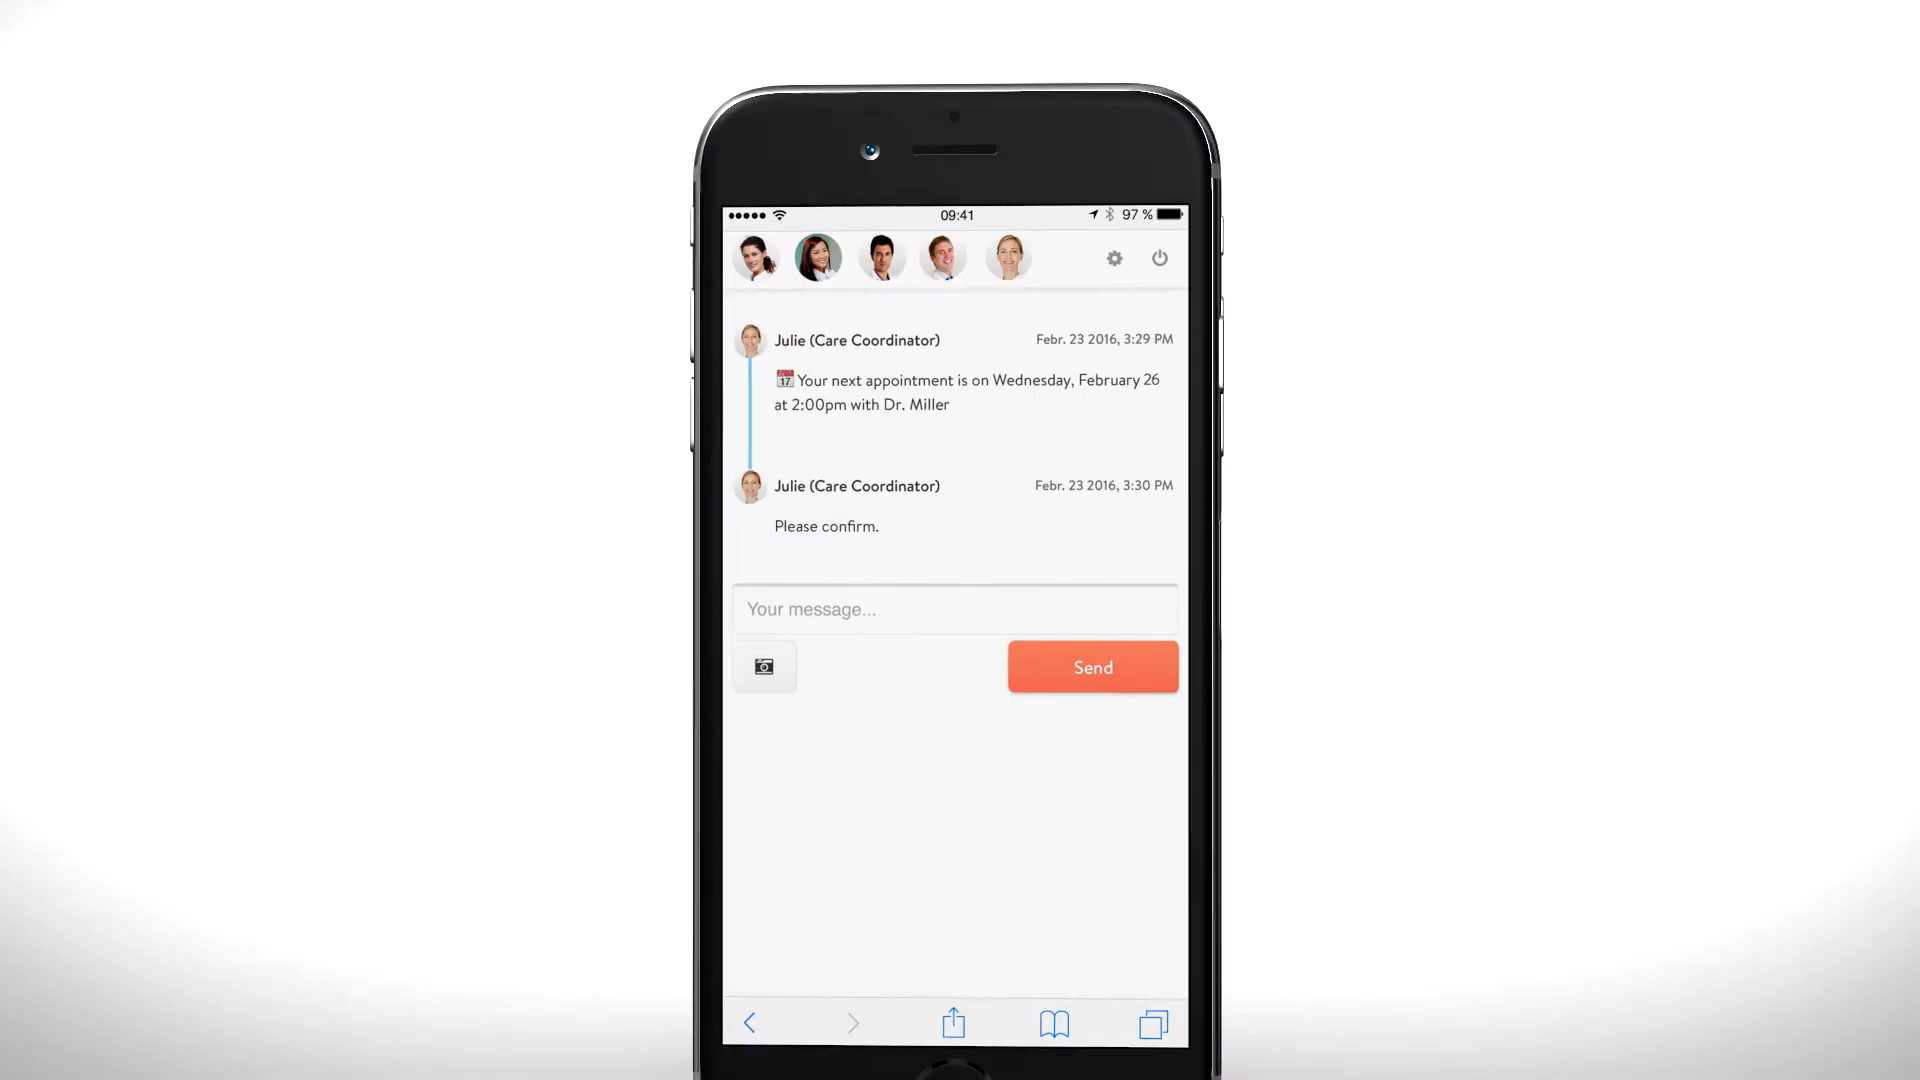 09:41
97 %
Julie (Care Coordinator)
Febr. 23 2016, 3:29 PM
17 Your next appointment is on Wednesday, February 26
at 2:00pm with Dr. Miller
Julie (Care Coordinator)
Febr. 23 2016, 3:30 PM
Please confirm.
Your message...
Send